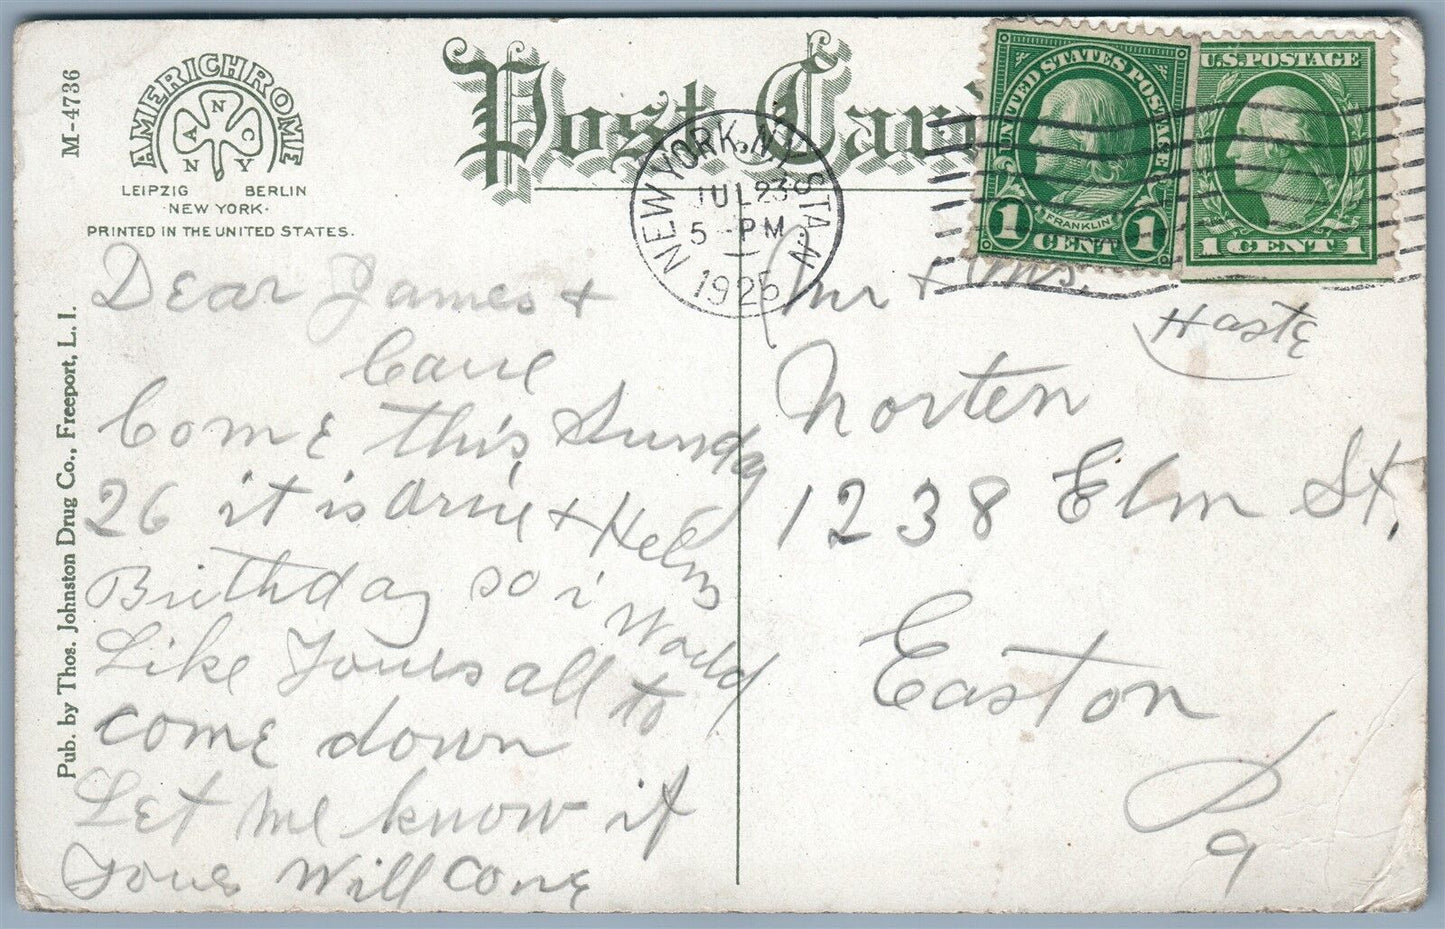 M-4736
AMERICHROME
ANCNY
LEIPZIG BERLIN
·NEW YORK·
PRINTED IN THE UNITED STATES.
Pub. by Thos. Johnston Drug Co., Freeport, L. I.
Post Card
NEW YORK, N.Y. STA. N
JUL 23
5 - PM
1925
UNITED STATES POSTAGE
FRANKLIN
1 CENT 1
U.S. POSTAGE
1 CENT 1
Dear James &
Come this Sunday
26 it is &
Birthday so i Would
Like Yours all to
come down
Let me know if
Yous Will Come
Mr & Mrs.
Haste
Norten
1238 Elm St.
Easton
Pa